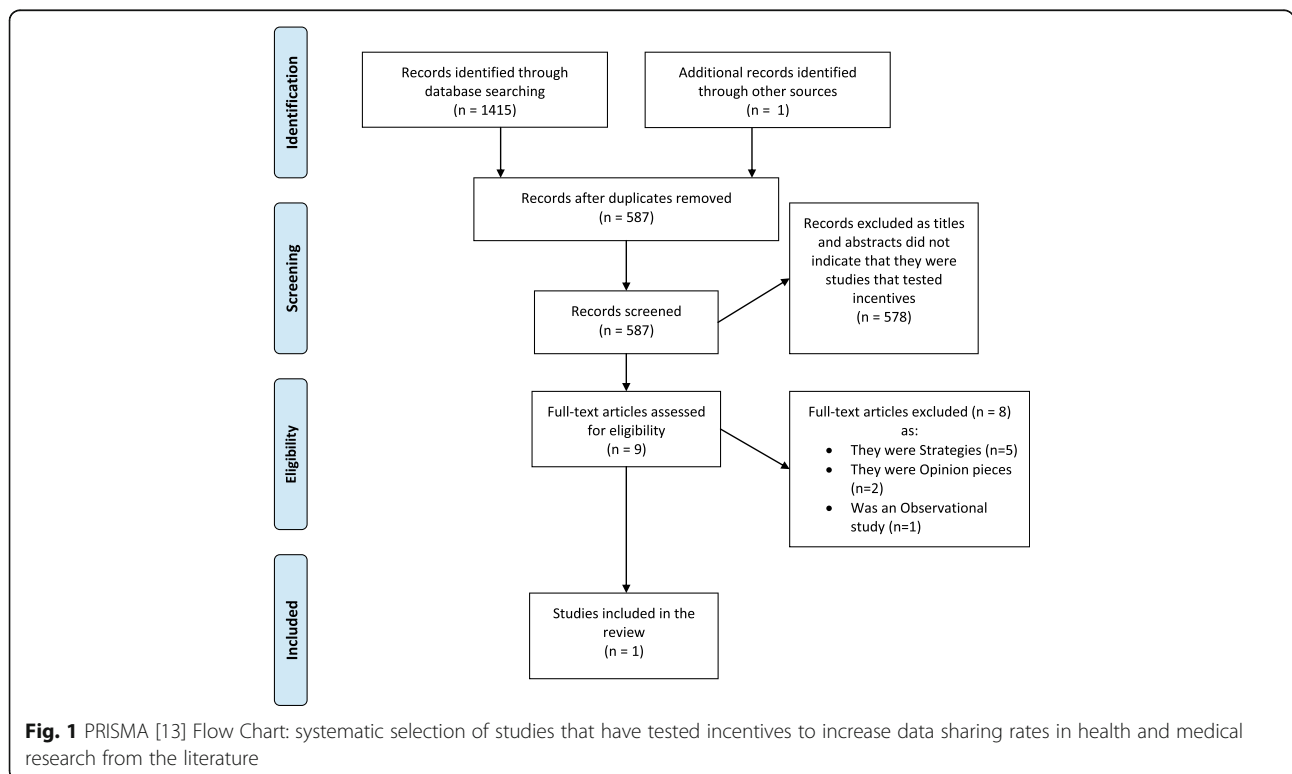 Identification
Records identified through
database searching
(n = 1415)
Additional records identified
through other sources
(n = 1)
Records after duplicates removed
(n = 587)
Screening
Records excluded as titles
and abstracts did not
indicate that they were
studies that tested
incentives
(n = 578)
Records screened
(n = 587)
Eligibility
Full-text articles assessed
for eligibility
(n = 9)
Full-text articles excluded (n = 8)
as:
• They were Strategies (n=5)
• They were Opinion pieces
(n=2)
• Was an Observational
study (n=1)
Included
Studies included in the
review
(n = 1)
Fig. 1 PRISMA [13] Flow Chart: systematic selection of studies that have tested incentives to increase data sharing rates in health and medical
research from the literature